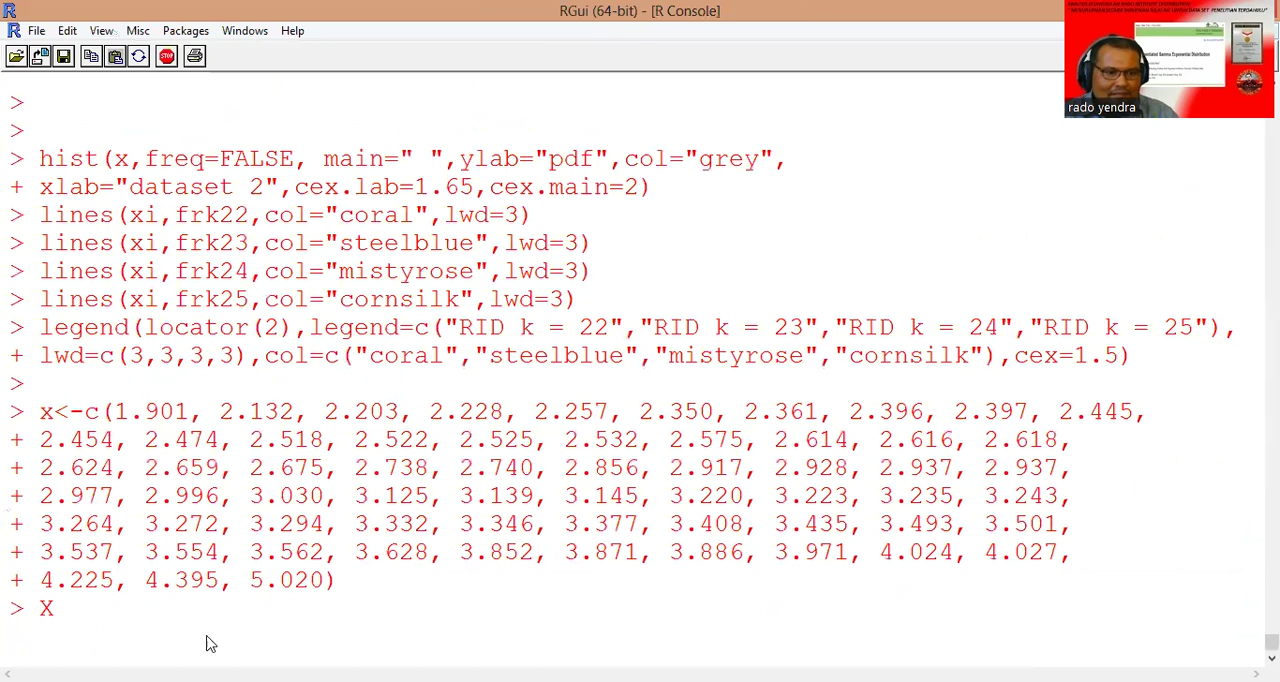 RGui (64-bit) - [R Console]
File Edit View Misc Packages Windows Help
STOP
rado yendra
>
>
> hist(x,freq=FALSE, main=" ",ylab="pdf",col="grey",
+ xlab="dataset 2",cex.lab=1.65,cex.main=2)
> lines(xi,frk22,col="coral",lwd=3)
> lines(xi,frk23,col="steelblue",lwd=3)
> lines(xi,frk24,col="mistyrose",lwd=3)
> lines(xi,frk25,col="cornsilk",lwd=3)
> legend(locator(2),legend=c("RID k = 22","RID k = 23","RID k = 24","RID k = 25"),
+ lwd=c(3,3,3,3),col=c("coral","steelblue","mistyrose","cornsilk"),cex=1.5)
>
> x<-c(1.901, 2.132, 2.203, 2.228, 2.257, 2.350, 2.361, 2.396, 2.397, 2.445,
+ 2.454, 2.474, 2.518, 2.522, 2.525, 2.532, 2.575, 2.614, 2.616, 2.618,
+ 2.624, 2.659, 2.675, 2.738, 2.740, 2.856, 2.917, 2.928, 2.937, 2.937,
+ 2.977, 2.996, 3.030, 3.125, 3.139, 3.145, 3.220, 3.223, 3.235, 3.243,
+ 3.264, 3.272, 3.294, 3.332, 3.346, 3.377, 3.408, 3.435, 3.493, 3.501,
+ 3.537, 3.554, 3.562, 3.628, 3.852, 3.871, 3.886, 3.971, 4.024, 4.027,
+ 4.225, 4.395, 5.020)
> X